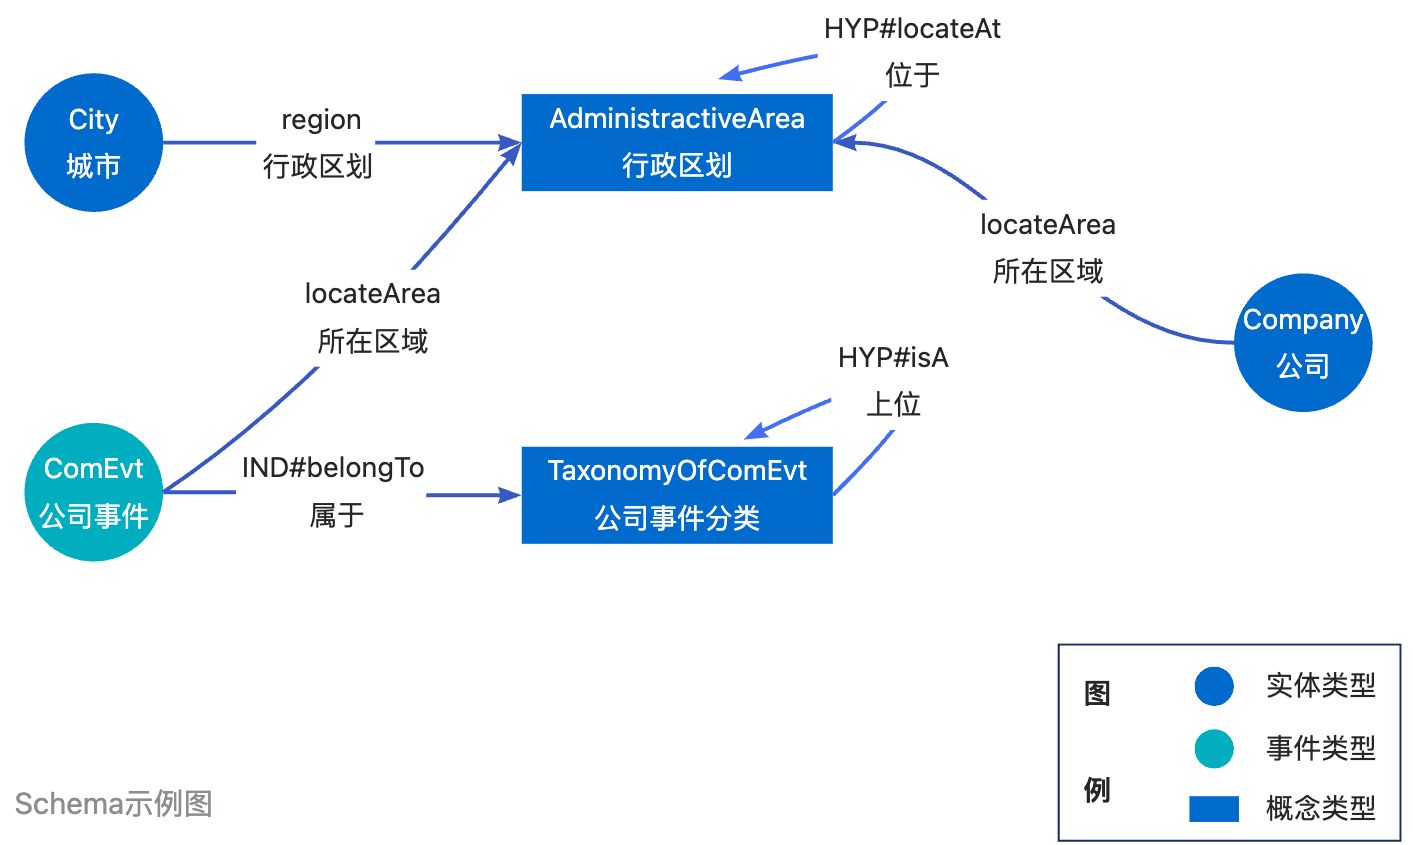 HYP#locateAt
位于
City
城市
region
行政区划
AdministractiveArea
行政区划
locateArea
所在区域
locateArea
所在区域
Company
公司
HYP#isA
上位
ComEvt
公司事件
IND#belongTo
属于
TaxonomyOfComEvt
公司事件分类
图
例
实体类型
事件类型
概念类型
Schema示例图